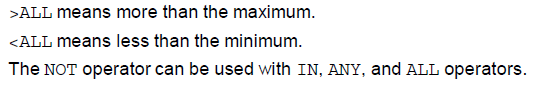 >ALL means more than the maximum.
<ALL means less than the minimum.
The NOT operator can be used with IN, ANY, and ALL operators.